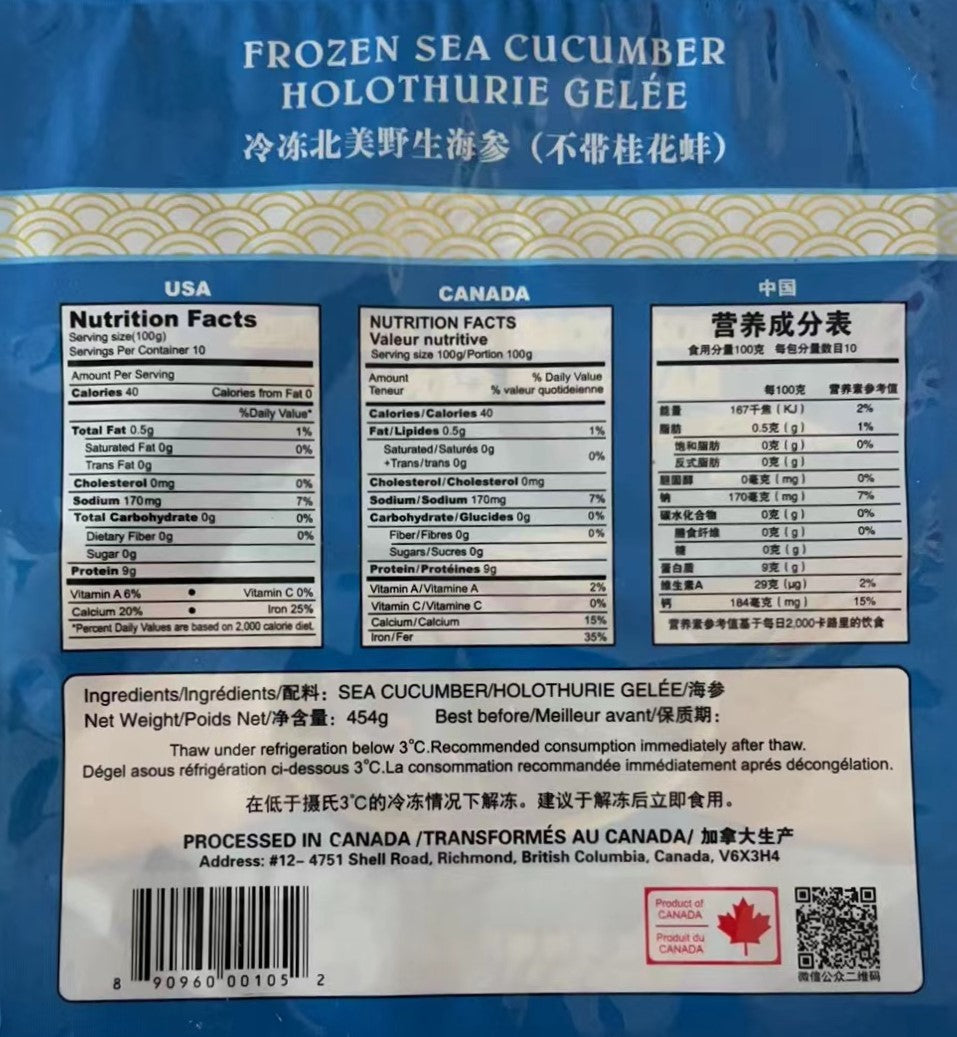 FROZEN SEA CUCUMBER
HOLOTHURIE GELÉE
冷冻北美野生海参（不带桂花蚌）
USA
Nutrition Facts
Serving size(100g)
Servings Per Container 10
Amount Per Serving
Calories 40 Calories from Fat 0
%Daily Value*
Total Fat 0.5g 1%
Saturated Fat 0g 0%
Trans Fat 0g
Cholesterol 0mg 0%
Sodium 170mg 7%
Total Carbohydrate 0g 0%
Dietary Fiber 0g 0%
Sugar 0g
Protein 9g
Vitamin A 6% • Vitamin C 0%
Calcium 20% • Iron 25%
*Percent Daily Values are based on 2,000 calorie diet.
CANADA
NUTRITION FACTS
Valeur nutritive
Serving size 100g/Portion 100g
Amount % Daily Value
Teneur % valeur quotideienne
Calories/Calories 40
Fat/Lipides 0.5g 1%
Saturated/Saturés 0g
+Trans/trans 0g 0%
Cholesterol/Cholesterol 0mg
Sodium/Sodium 170mg 7%
Carbohydrate/Glucides 0g 0%
Fiber/Fibres 0g 0%
Sugars/Sucres 0g
Protein/Protéines 9g
Vitamin A/Vitamine A 2%
Vitamin C/Vitamine C 0%
Calcium/Calcium 15%
Iron/Fer 35%
中国
营养成分表
食用分量100克 每包分量数目10
每100克 营养素参考值
能量 167千焦（KJ） 2%
脂肪 0.5克（g） 1%
饱和脂肪 0克（g） 0%
反式脂肪 0克（g）
胆固醇 0毫克（mg） 0%
钠 170毫克（mg） 7%
碳水化合物 0克（g） 0%
膳食纤维 0克（g） 0%
糖 0克（g）
蛋白质 9克（g）
维生素A 29克（μg） 2%
钙 184毫克（mg） 15%
营养素参考值基于每日2,000卡路里的饮食
Ingredients/Ingrédients/配料：SEA CUCUMBER/HOLOTHURIE GELÉE/海参
Net Weight/Poids Net/净含量：454g Best before/Meilleur avant/保质期：
Thaw under refrigeration below 3°C.Recommended consumption immediately after thaw.
Dégel asous réfrigération ci-dessous 3°C.La consommation recommandée immédiatement aprés décongélation.
在低于摄氏3°C的冷冻情况下解冻。建议于解冻后立即食用。
PROCESSED IN CANADA /TRANSFORMÉS AU CANADA/ 加拿大生产
Address: #12– 4751 Shell Road, Richmond, British Columbia, Canada, V6X3H4
8 90960 00105 2
Product of
CANADA
Produit du
CANADA
微信公众二维码